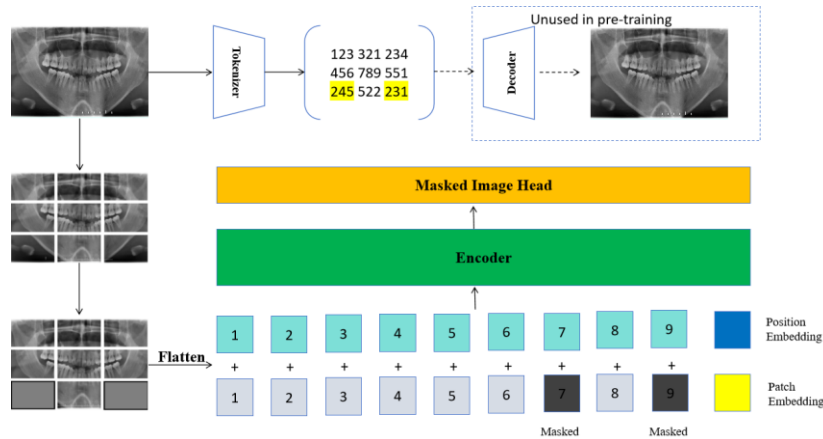 Unused in pre-training
Tokenizer
123 321 234
456 789 551
245 522 231
Decoder
Masked Image Head
Encoder
Flatten
1 2 3 4 5 6 7 8 9
Position
Embedding
+ + + + + + + + +
1 2 3 4 5 6 7 8 9
Patch
Embedding
Masked Masked